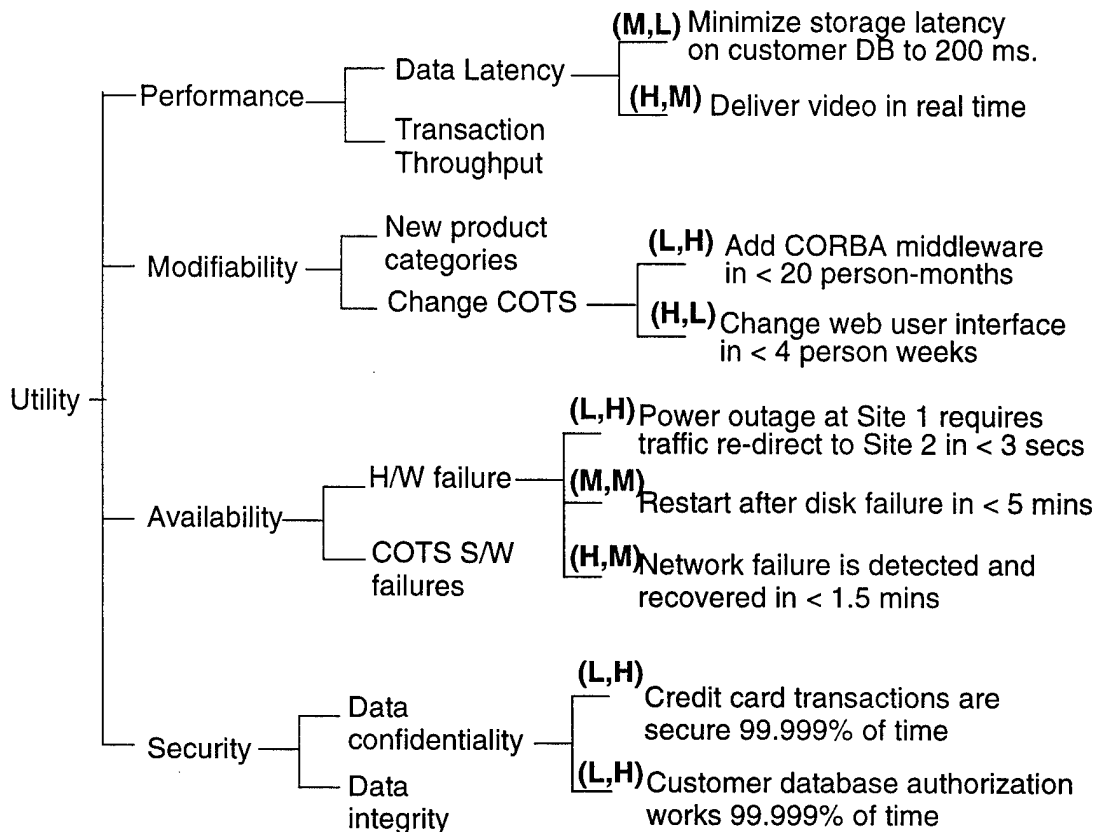 (M,L) Minimize storage latency
on customer DB to 200 ms.
Data Latency
Performance
(H,M) Deliver video in real time
Transaction
Throughput
New product
categories
(L,H) Add CORBA middleware
in < 20 person-months
Modifiability
Change COTS
(H,L) Change web user interface
in < 4 person weeks
Utility
(L,H) Power outage at Site 1 requires
traffic re-direct to Site 2 in < 3 secs
H/W failure
(M,M) Restart after disk failure in < 5 mins
Availability
COTS S/W
failures
(H,M) Network failure is detected and
recovered in < 1.5 mins
(L,H) Credit card transactions are
secure 99.999% of time
Data
confidentiality
Security
(L,H) Customer database authorization
works 99.999% of time
Data
integrity